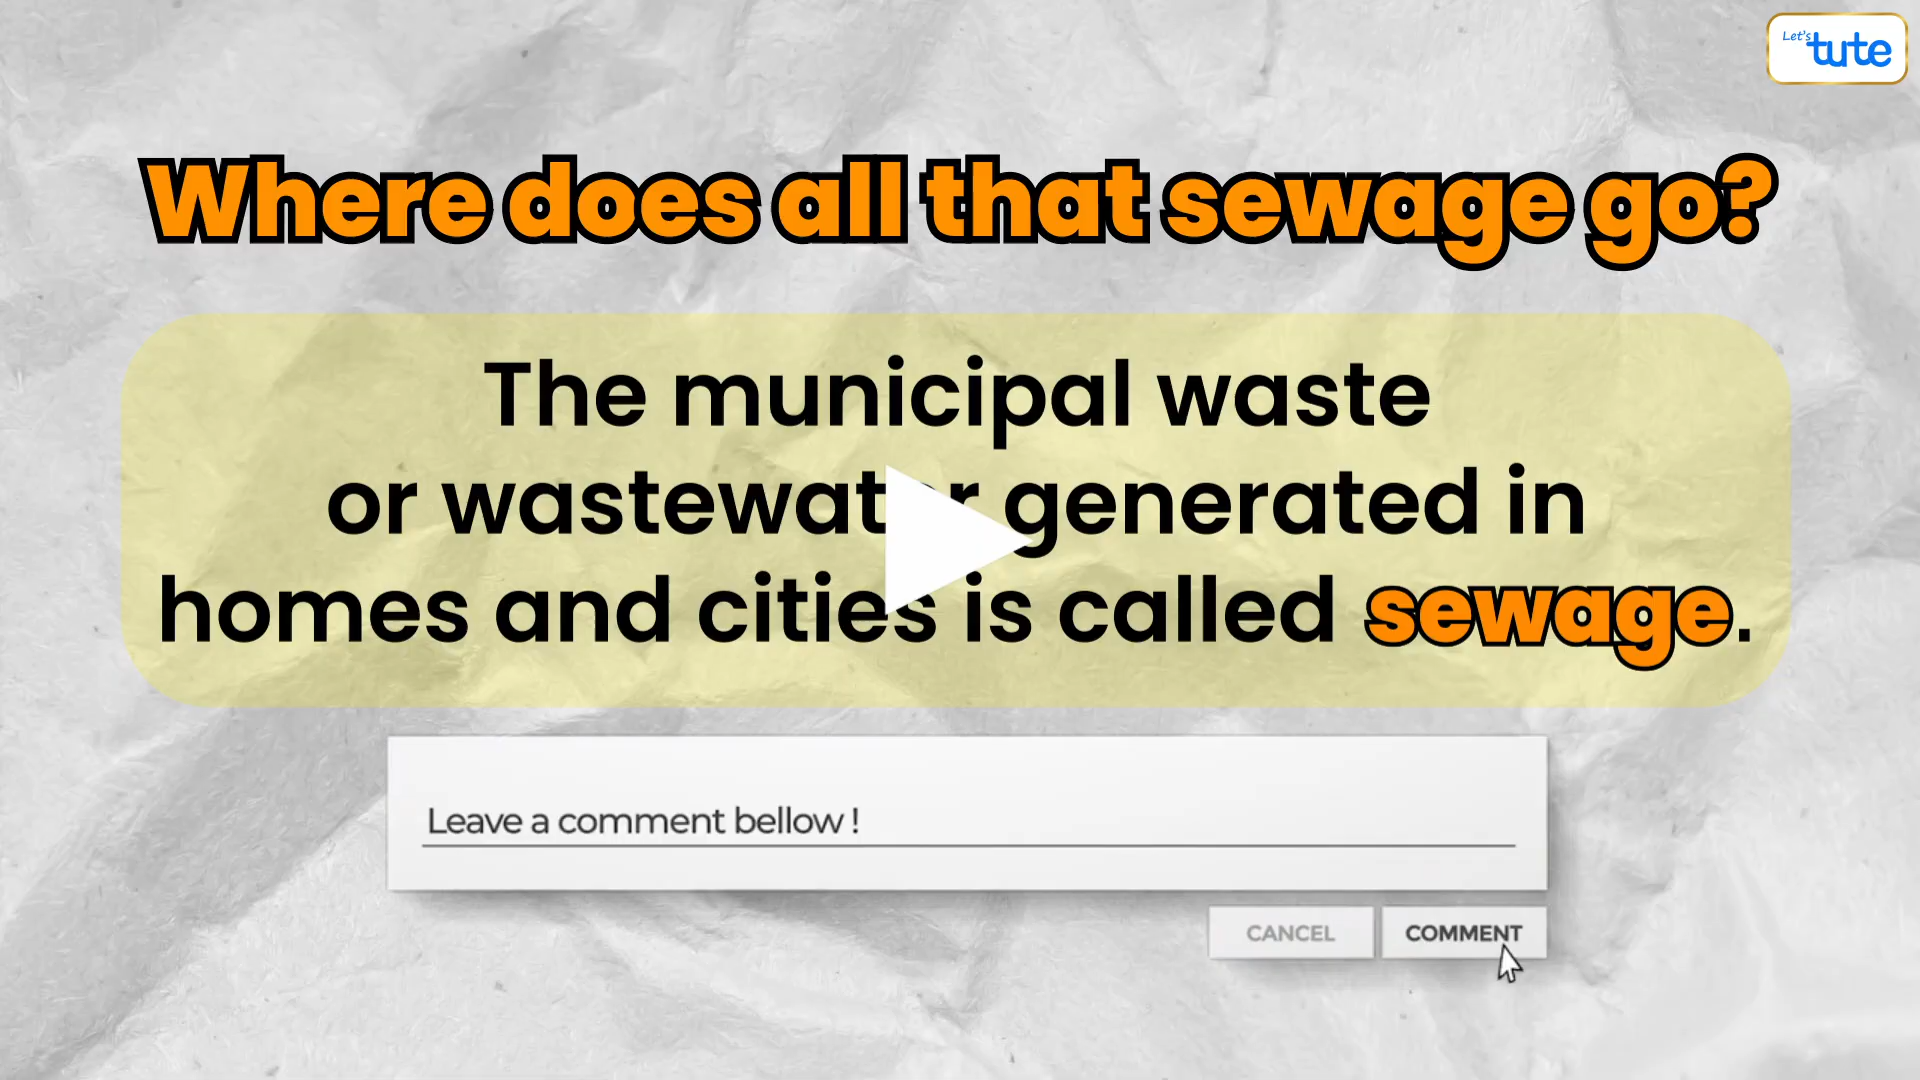 Let's tute
Where does all that sewage go?
The municipal waste
or wastewater generated in
homes and cities is called sewage.
Leave a comment bellow !
CANCEL COMMENT